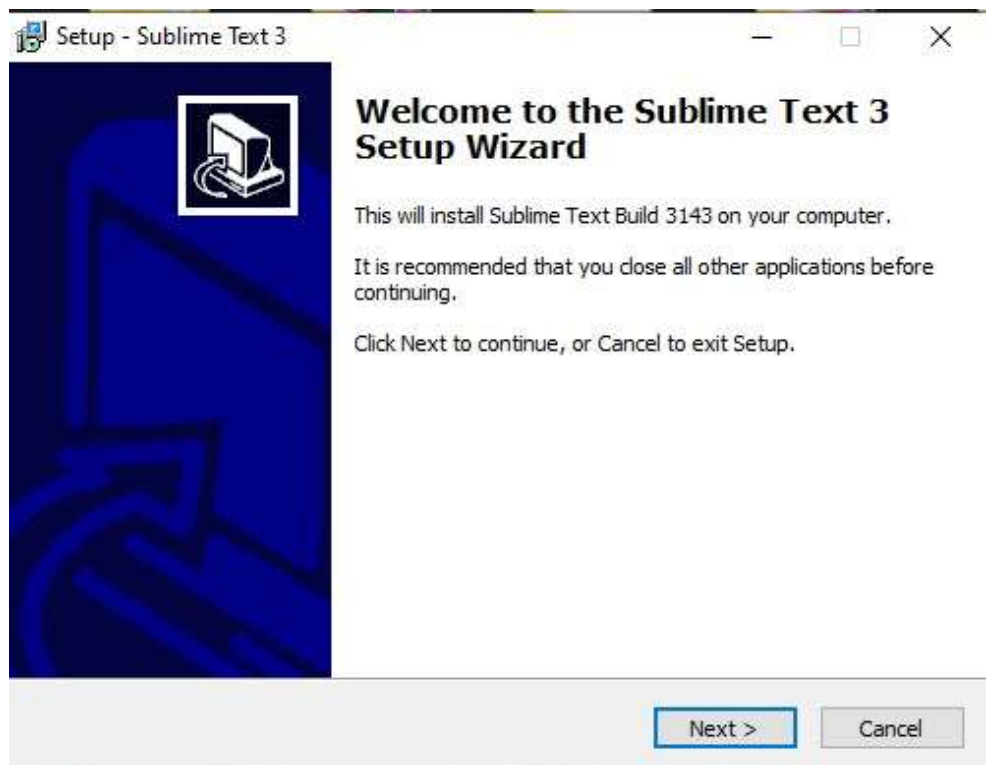 Setup - Sublime Text 3
Welcome to the Sublime Text 3
Setup Wizard
This will install Sublime Text Build 3143 on your computer.
It is recommended that you close all other applications before
continuing.
Click Next to continue, or Cancel to exit Setup.
Next >
Cancel